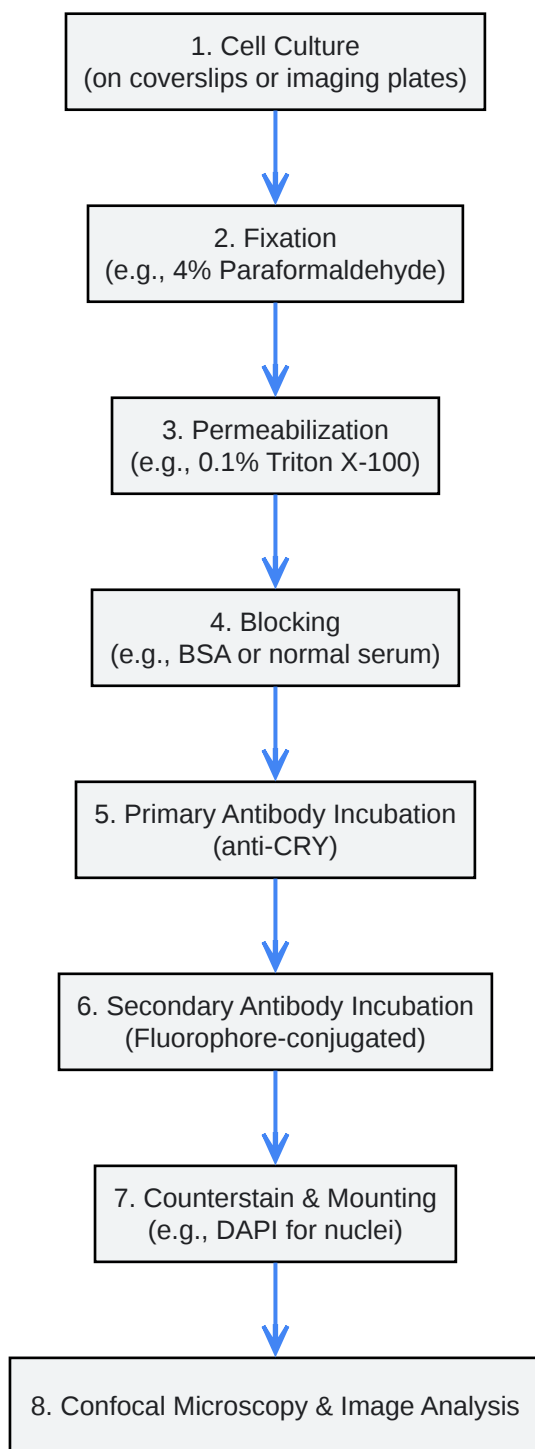 1. Cell Culture
(on coverslips or imaging plates)
2. Fixation
(e.g., 4% Paraformaldehyde)
3. Permeabilization
(e.g., 0.1% Triton X-100)
4. Blocking
(e.g., BSA or normal serum)
5. Primary Antibody Incubation
(anti-CRY)
6. Secondary Antibody Incubation
(Fluorophore-conjugated)
7. Counterstain & Mounting
(e.g., DAPI for nuclei)
8. Confocal Microscopy & Image Analysis